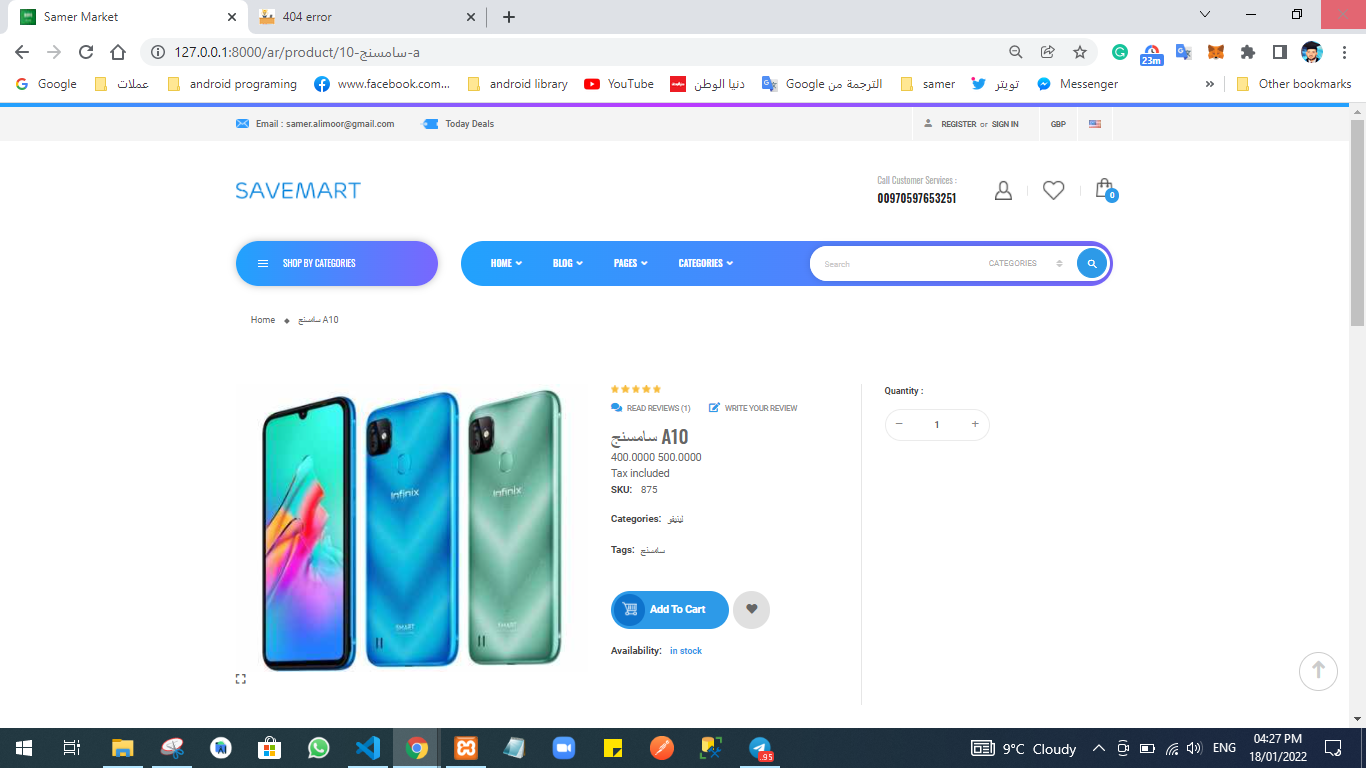 Samer Market
404 error
127.0.0.1:8000/ar/product/10-سامسنج-a
23m
Google
عملات
android programing
www.facebook.com...
android library
YouTube
دنيا الوطن
الترجمة من Google
samer
تويتر
Messenger
»
Other bookmarks
Email : samer.alimoor@gmail.com
Today Deals
REGISTER or SIGN IN
GBP
SAVEMART
Call Customer Services :
00970597653251
0
SHOP BY CATEGORIES
HOME
BLOG
PAGES
CATEGORIES
Search
CATEGORIES
Home
سامسنج A10
infinix
infinix
SMART
SMART
READ REVIEWS (1)
WRITE YOUR REVIEW
سامسنج A10
400.0000 500.0000
Tax included
SKU: 875
Categories: لينيفو
Tags: سامسنج
Add To Cart
Availability: in stock
Quantity :
− 1 +
.95
9°C Cloudy
ENG
04:27 PM
18/01/2022